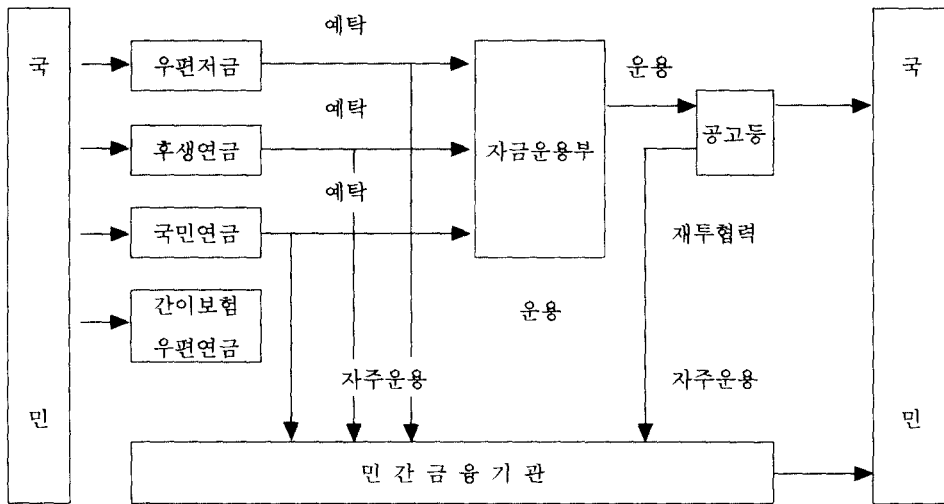 국
민
예탁
우편저금
예탁
후생연금
예탁
국민연금
간이보험
우편연금
자금운용부
운용
공고등
재투협력
운용
자주운용
자주운용
민 간 금 융 기 관
국
민